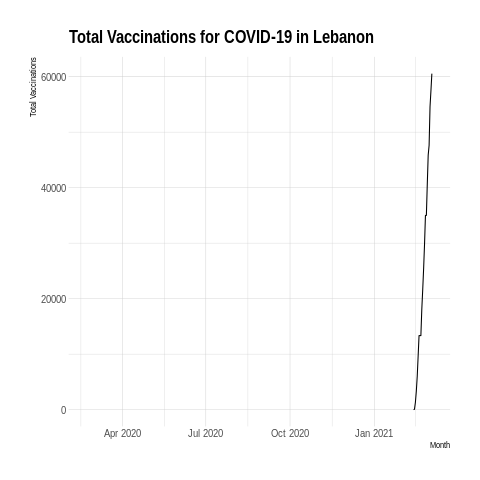 Total Vaccinations for COVID-19 in Lebanon
Total Vaccinations
60000
40000
20000
0
Apr 2020 Jul 2020 Oct 2020 Jan 2021
Month